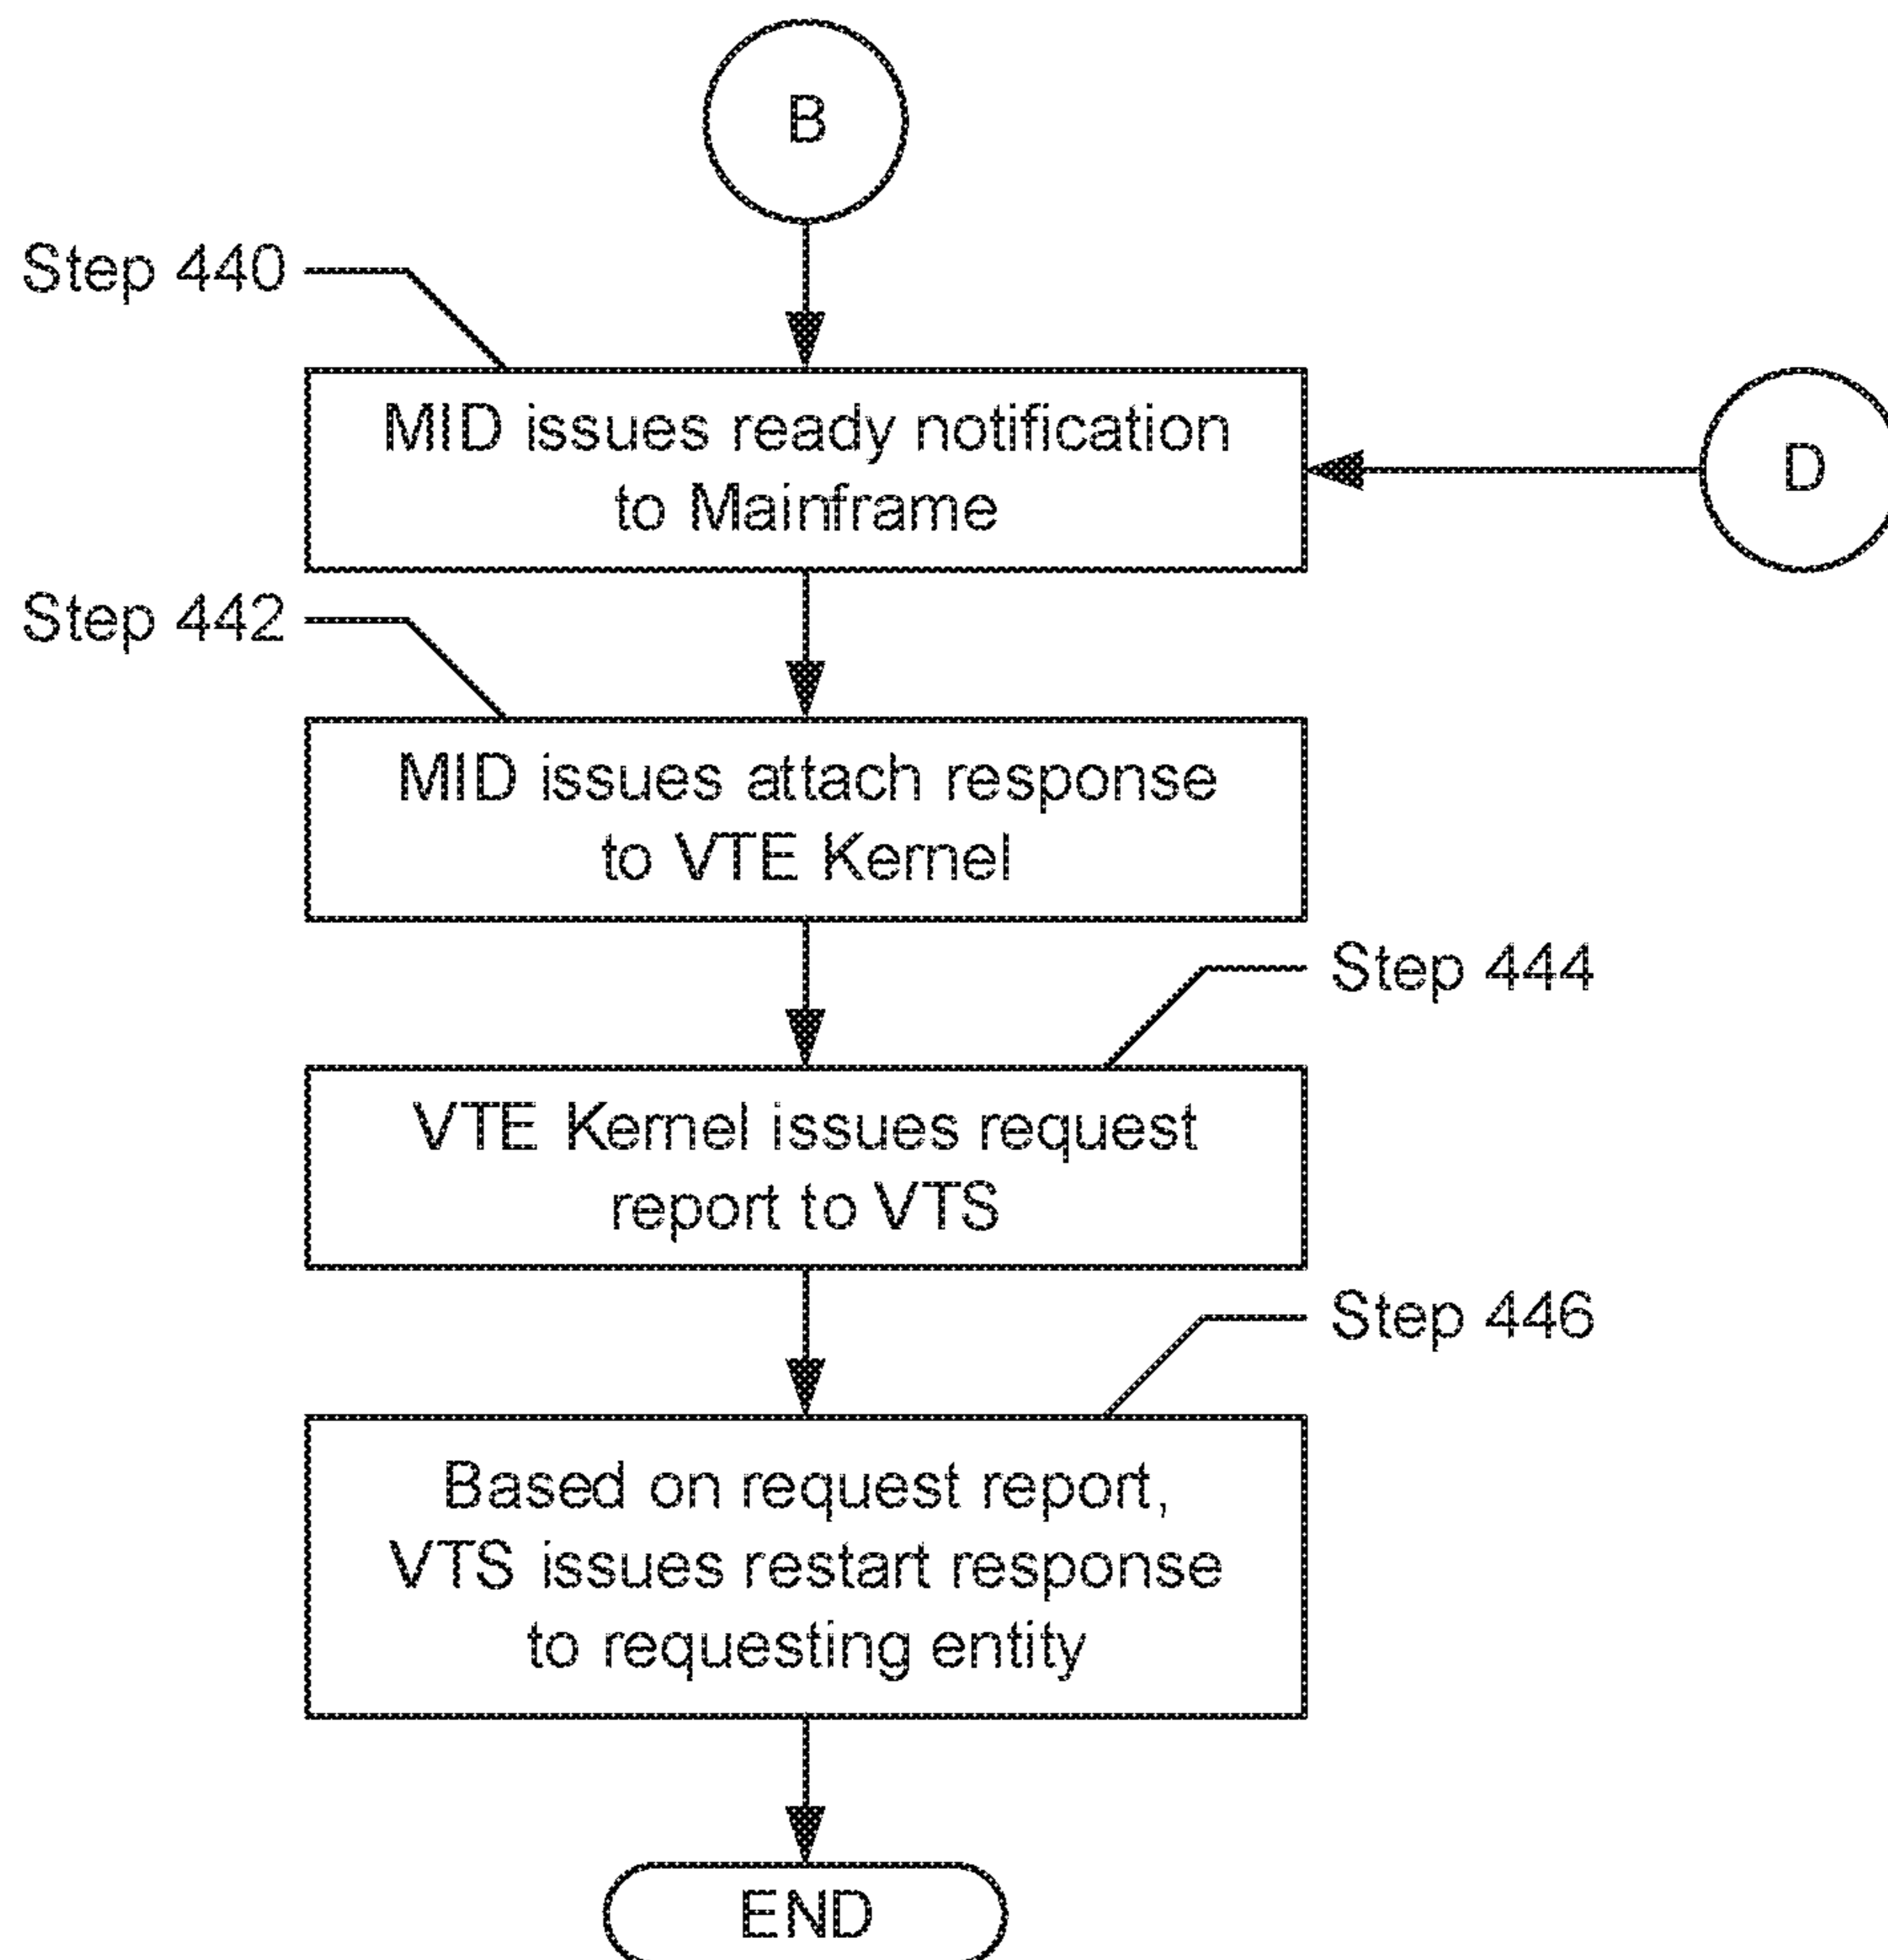 B
Step 440
MID issues ready notification
to Mainframe
D
Step 442
MID issues attach response
to VTE Kernel
Step 444
VTE Kernel issues request
report to VTS
Step 446
Based on request report,
VTS issues restart response
to requesting entity
END